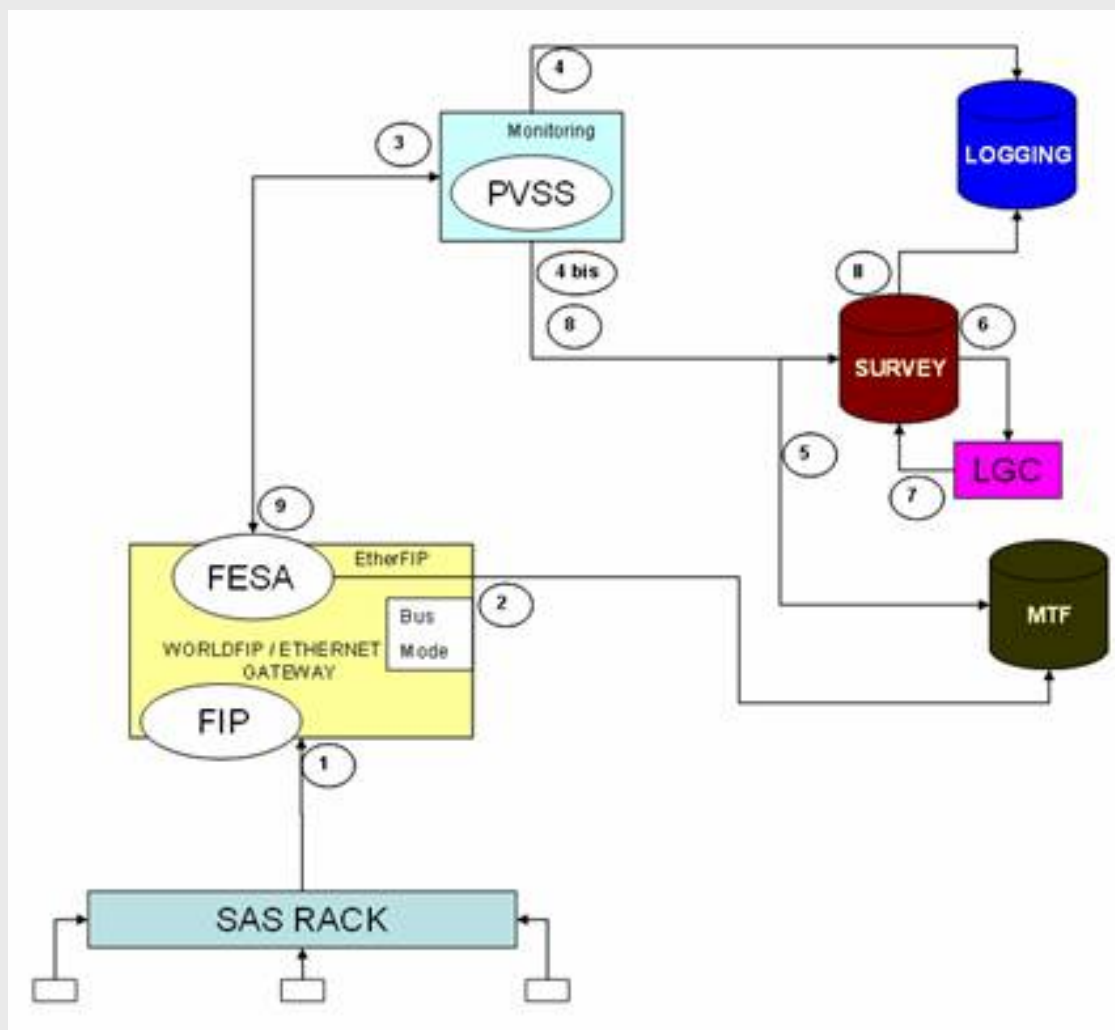 4
Monitoring
3
PVSS
LOGGING
4 bis
8
8
6
SURVEY
5
LGC
7
9
EtherFIP
FESA
2
Bus
Mode
MTF
WORLDFIP / ETHERNET
GATEWAY
FIP
1
SAS RACK